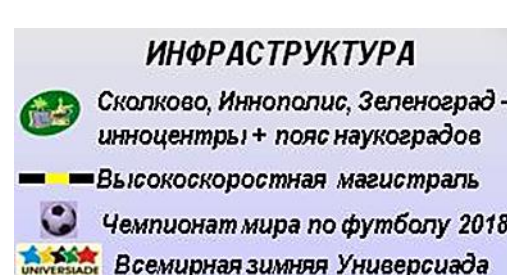 ИНФРАСТРУКТУРА
Сколково, Иннополис, Зеленоград -
инноцентры + пояс наукоградов
Высокоскоростная магистраль
Чемпионат мира по футболу 2018
UNIVERSIADE Всемирная зимняя Универсиада